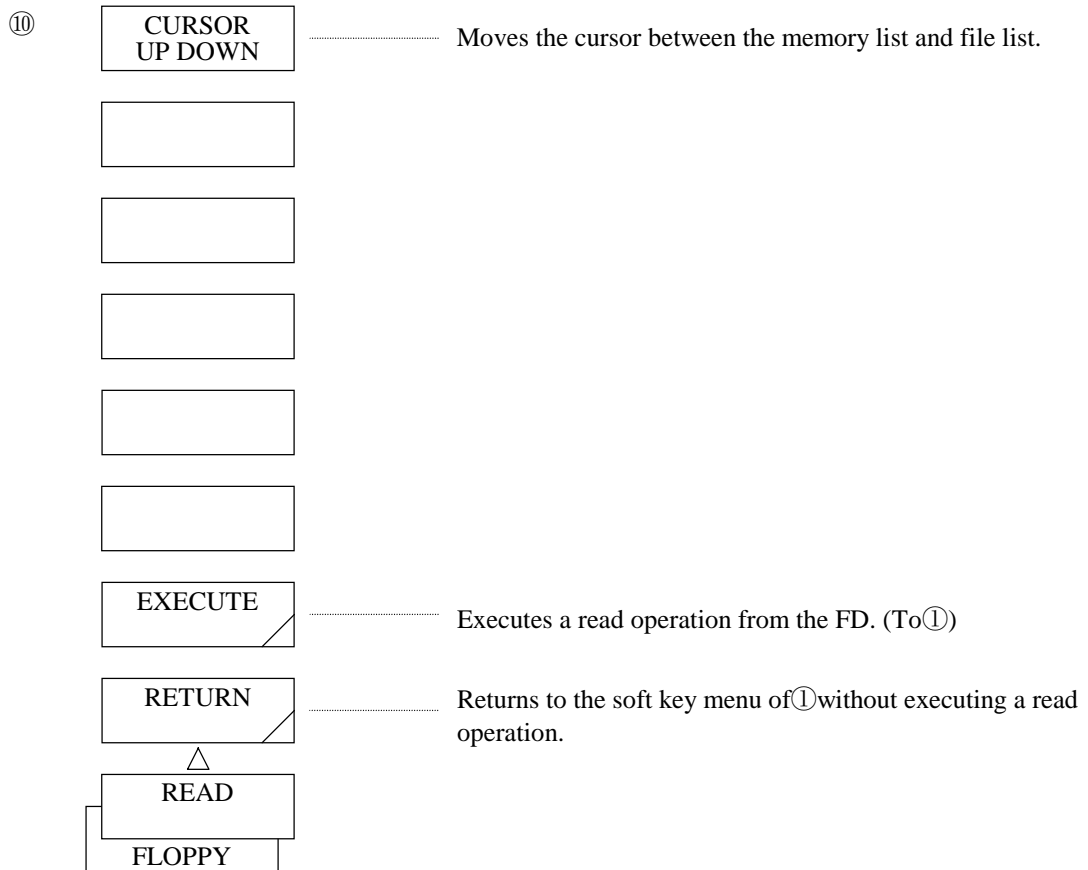 ⑩
CURSOR
UP DOWN
Moves the cursor between the memory list and file list.
EXECUTE
Executes a read operation from the FD. (To①)
RETURN
Returns to the soft key menu of①without executing a read
operation.
READ
FLOPPY